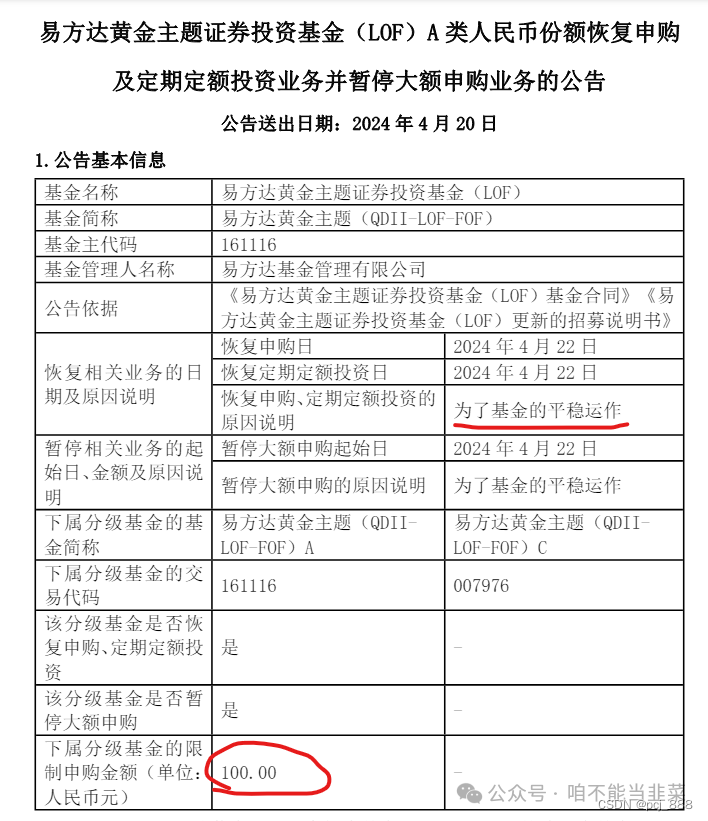 易方达黄金主题证券投资基金（LOF）A 类人民币份额恢复申购
及定期定额投资业务并暂停大额申购业务的公告
公告送出日期：2024 年 4 月 20 日
1.公告基本信息
基金名称
易方达黄金主题证券投资基金（LOF）
基金简称
易方达黄金主题（QDII-LOF-FOF）
基金主代码
161116
基金管理人名称
易方达基金管理有限公司
公告依据
《易方达黄金主题证券投资基金（LOF）基金合同》《易
方达黄金主题证券投资基金（LOF）更新的招募说明书》
恢复相关业务的日
期及原因说明
恢复申购日
2024 年 4 月 22 日
恢复定期定额投资日
2024 年 4 月 22 日
恢复申购、定期定额投资的
原因说明
为了基金的平稳运作
暂停相关业务的起
始日、金额及原因说
明
暂停大额申购起始日
2024 年 4 月 22 日
暂停大额申购的原因说明
为了基金的平稳运作
下属分级基金的基
金简称
易方达黄金主题（QDII-
LOF-FOF）A
易方达黄金主题（QDII-
LOF-FOF）C
下属分级基金的交
易代码
161116
007976
该分级基金是否恢
复申购、定期定额投
资
是
-
该分级基金是否暂
停大额申购
是
-
下属分级基金的限
制申购金额（单位：
人民币元）
100.00
-
公众号·咱不能当韭菜
CSDN @pcj_888